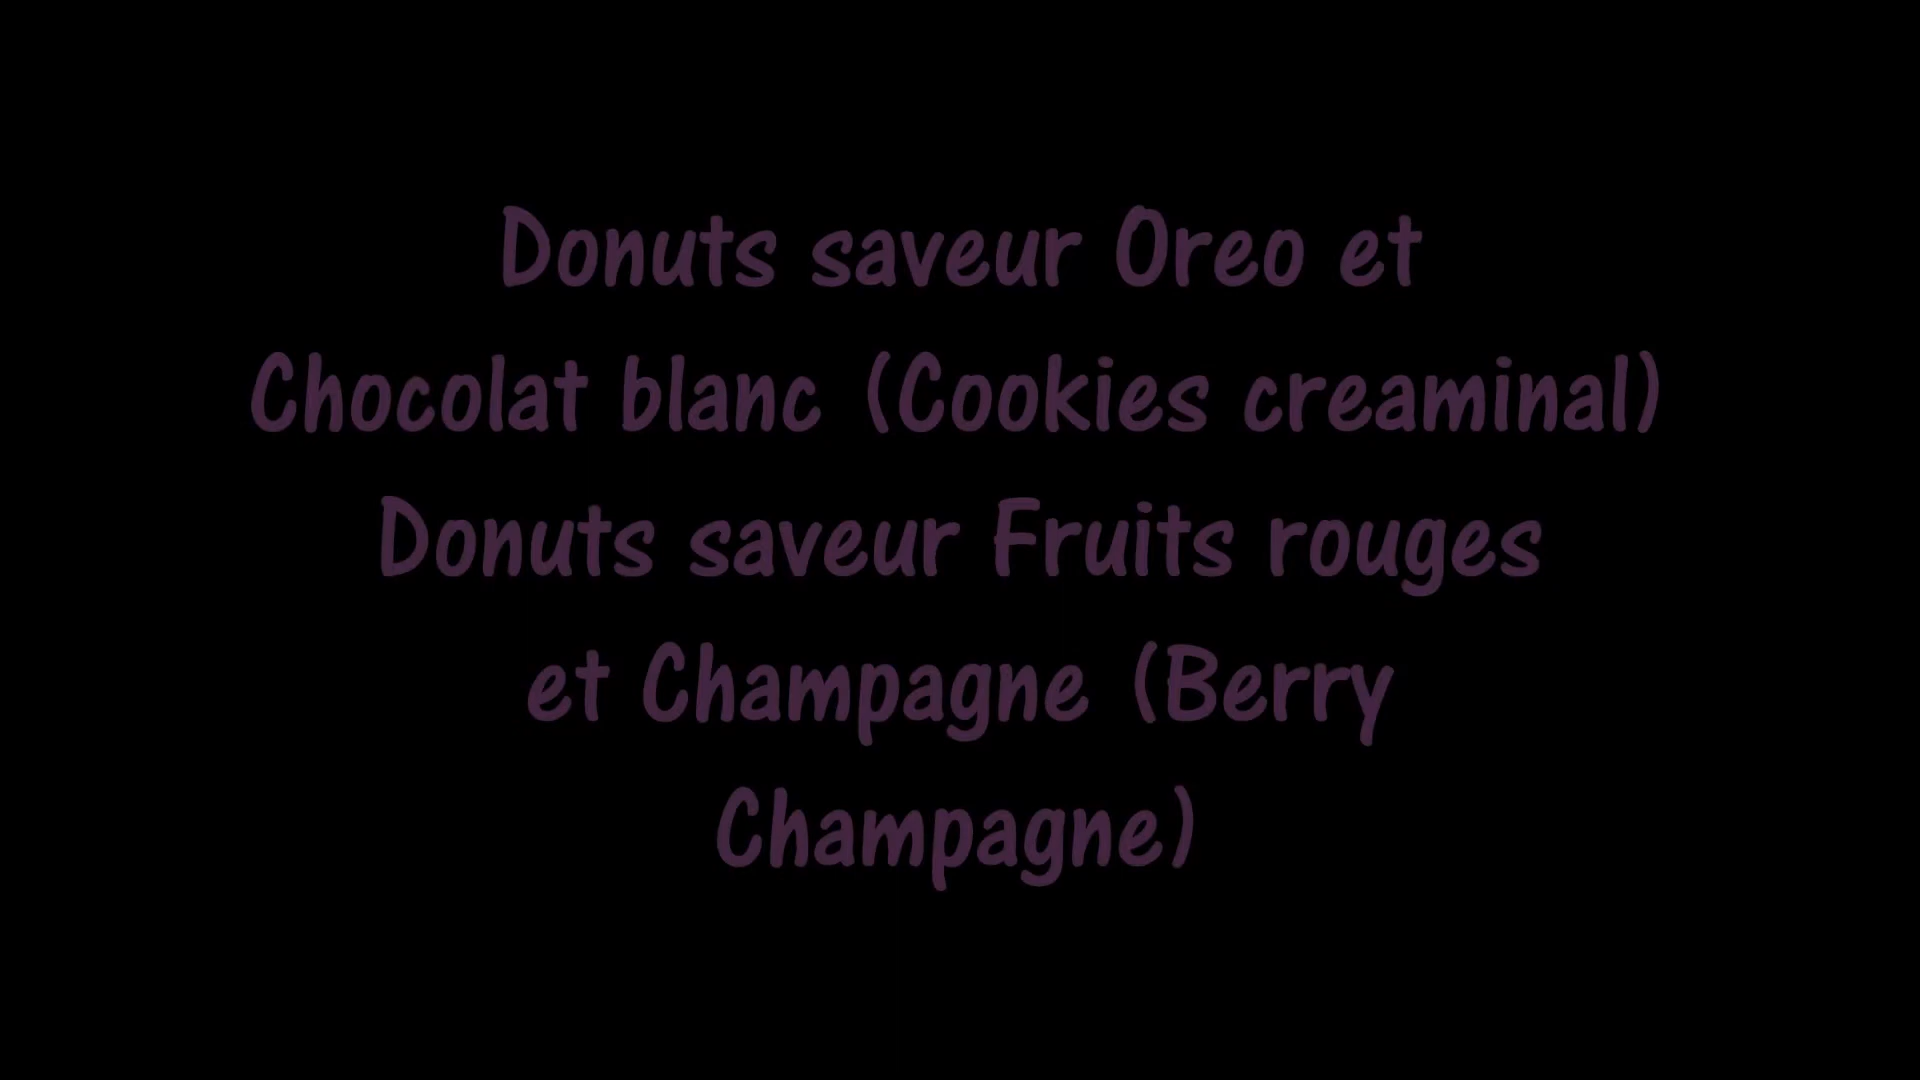 Donuts saveur Oreo et
Chocolat blanc (Cookies creaminal)
Donuts saveur Fruits rouges
et Champagne (Berry
Champagne)